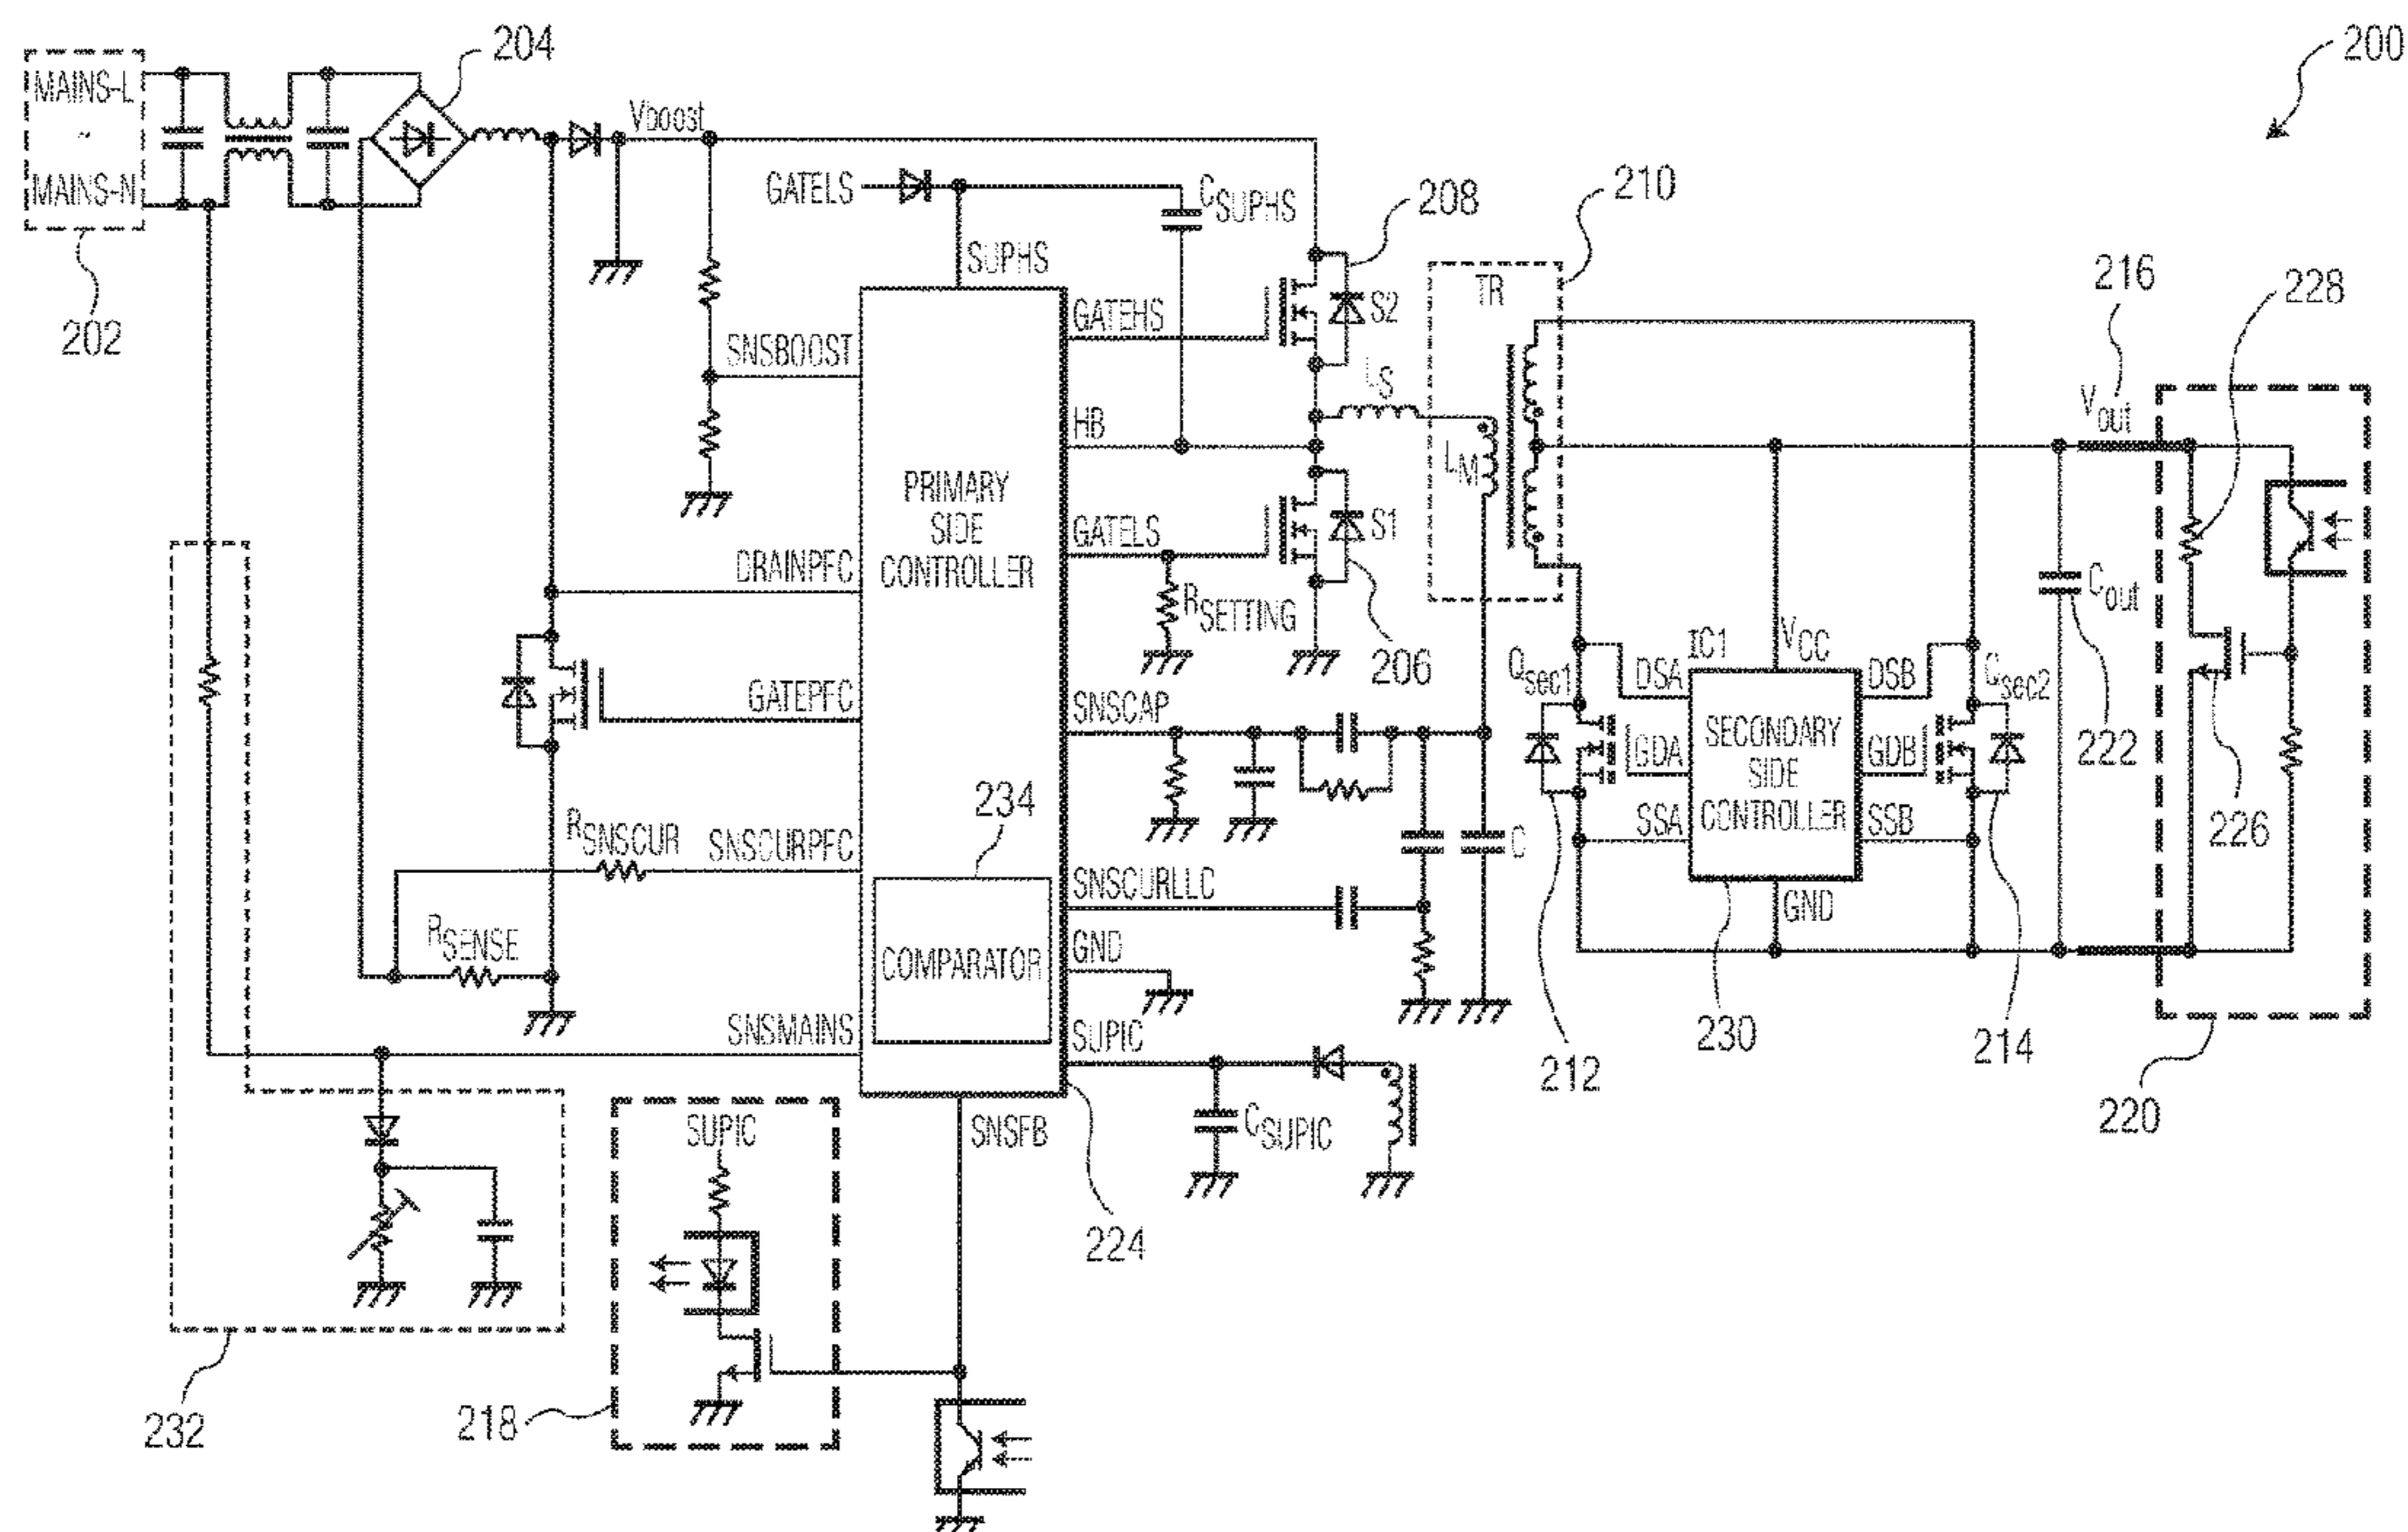 200
204
MAINS-L
~
MAINS-N
202
Vboost
GATELS
CSUPHS
SUPHS
208
210
TR
GATEHS
S2
SNSBOOST
LS
HB
LM
216
Vout
228
PRIMARY
SIDE
CONTROLLER
GATELS
S1
RSETTING
206
DRAINPFC
Cout
222
226
Qsec1
IC1
VCC
DSA
DSB
Qsec2
GATEPFC
SNSCAP
GDA
SECONDARY
SIDE
CONTROLLER
GDB
SSA
SSB
234
RSNSCUR
SNSCURPFC
C
SNSCURLLC
GND
RSENSE
COMPARATOR
GND
212
230
214
220
SNSMAINS
SUPIC
SUPIC
SNSFB
CSUPIC
224
232
218